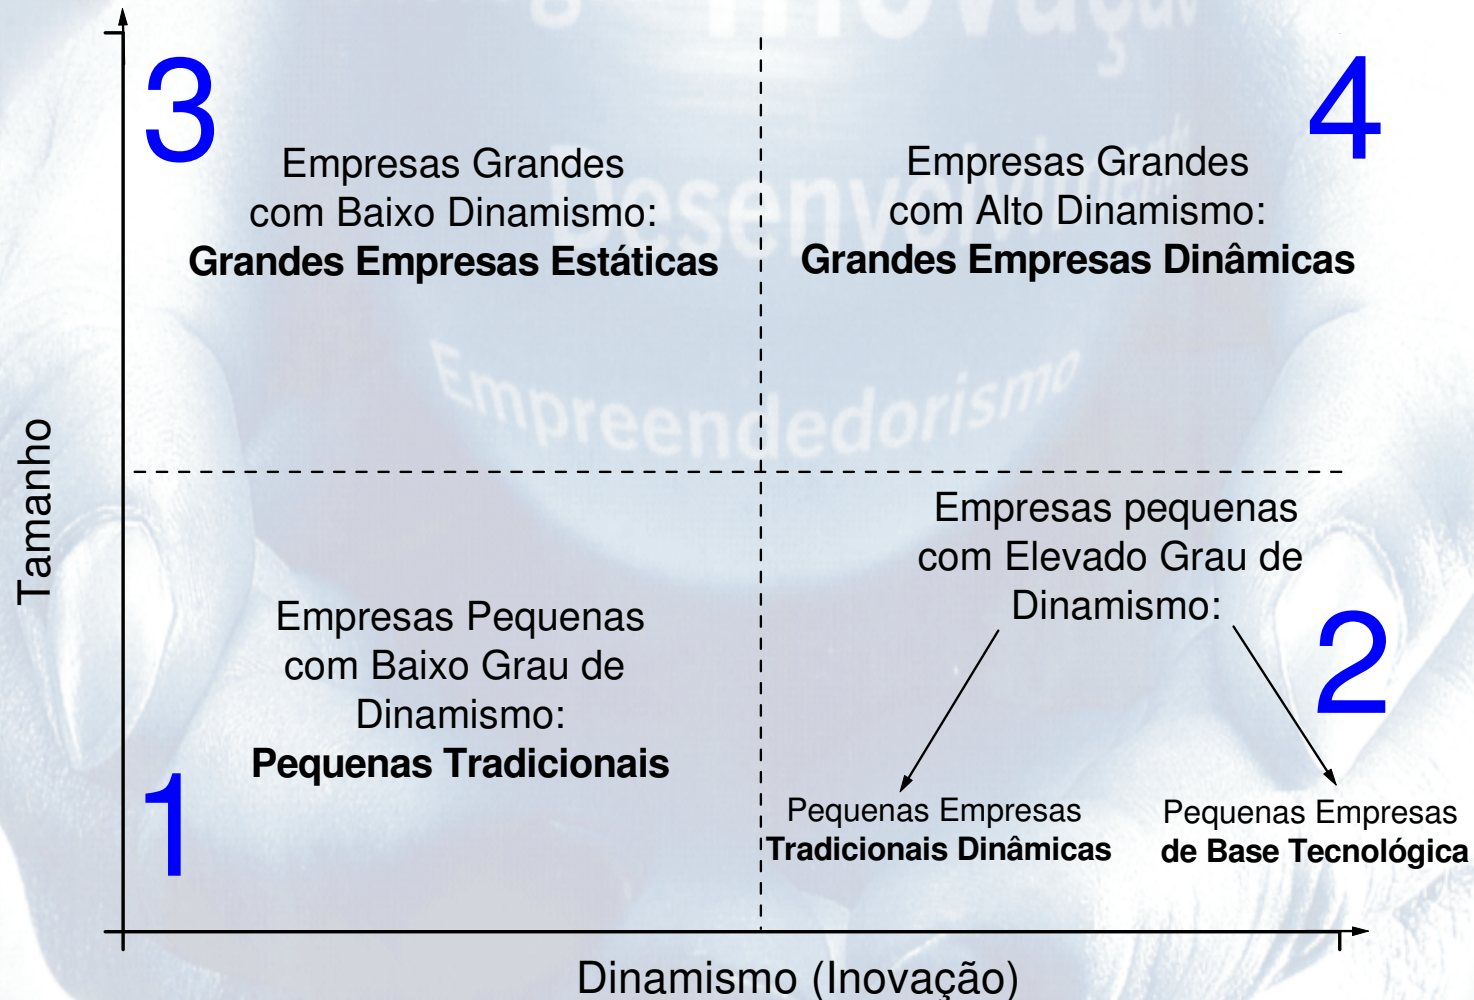 Inovação
Desenvolvimento
Empreendedorismo
3
Empresas Grandes
com Baixo Dinamismo:
Grandes Empresas Estáticas
4
Empresas Grandes
com Alto Dinamismo:
Grandes Empresas Dinâmicas
Tamanho
1
Empresas Pequenas
com Baixo Grau de
Dinamismo:
Pequenas Tradicionais
Empresas pequenas
com Elevado Grau de
Dinamismo:
2
Pequenas Empresas
Tradicionais Dinâmicas
Pequenas Empresas
de Base Tecnológica
Dinamismo (Inovação)